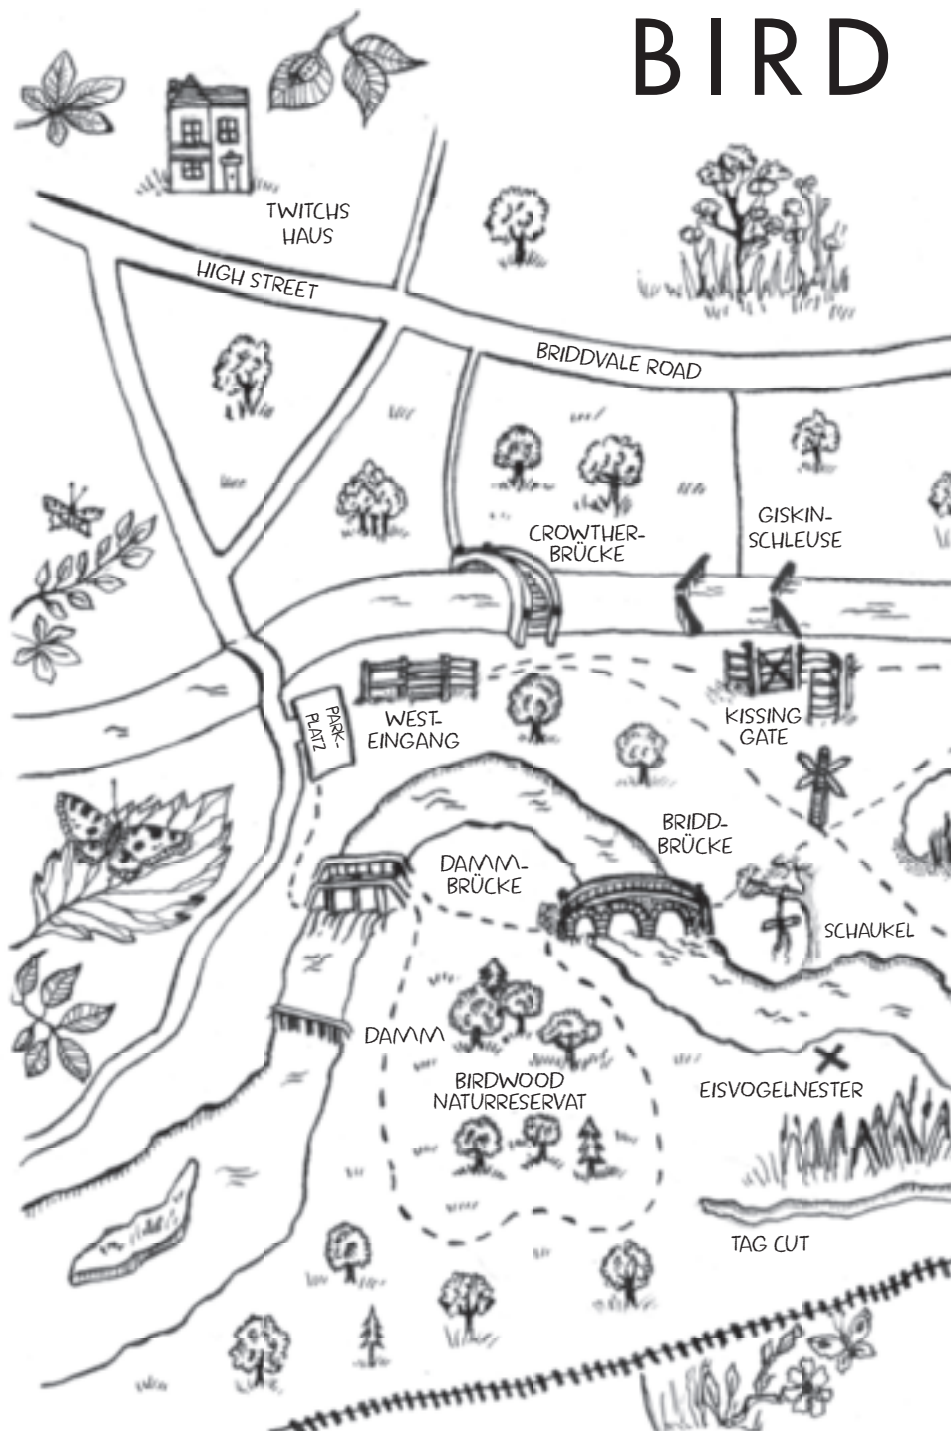 BIRD
TWITCHS
HAUS
HIGH STREET
BRIDDVALE ROAD
CROWTHER-
BRÜCKE
GISKIN-
SCHLEUSE
PARK-
PLATZ
WEST-
EINGANG
KISSING
GATE
BRIDD-
BRÜCKE
DAMM-
BRÜCKE
SCHAUKEL
DAMM
BIRDWOOD
NATURRESERVAT
EISVOGELNESTER
TAG CUT